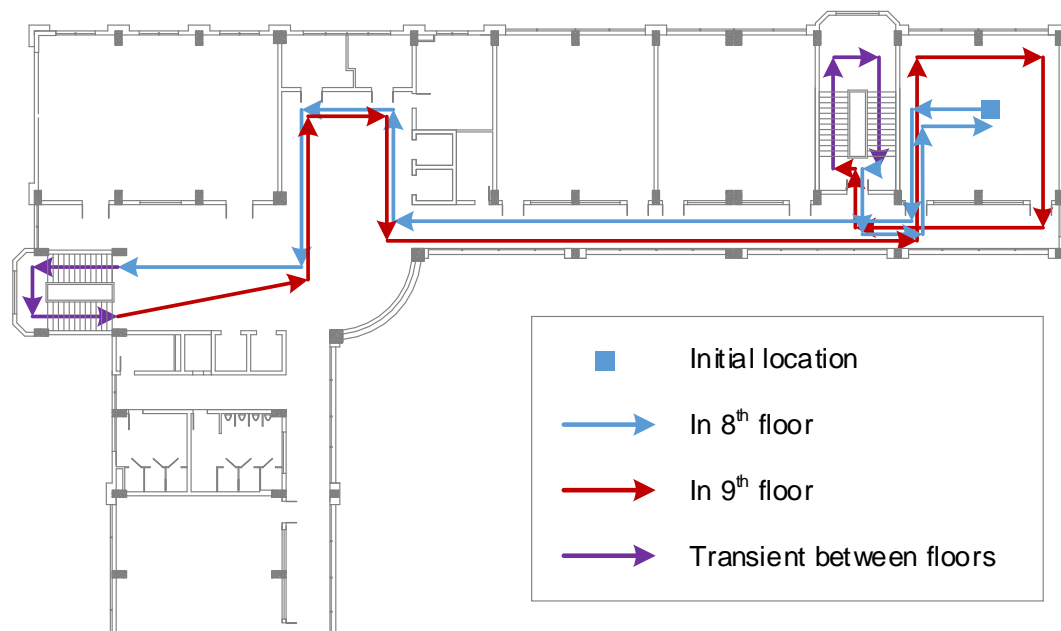 Initial location
In 8th floor
In 9th floor
Transient between floors